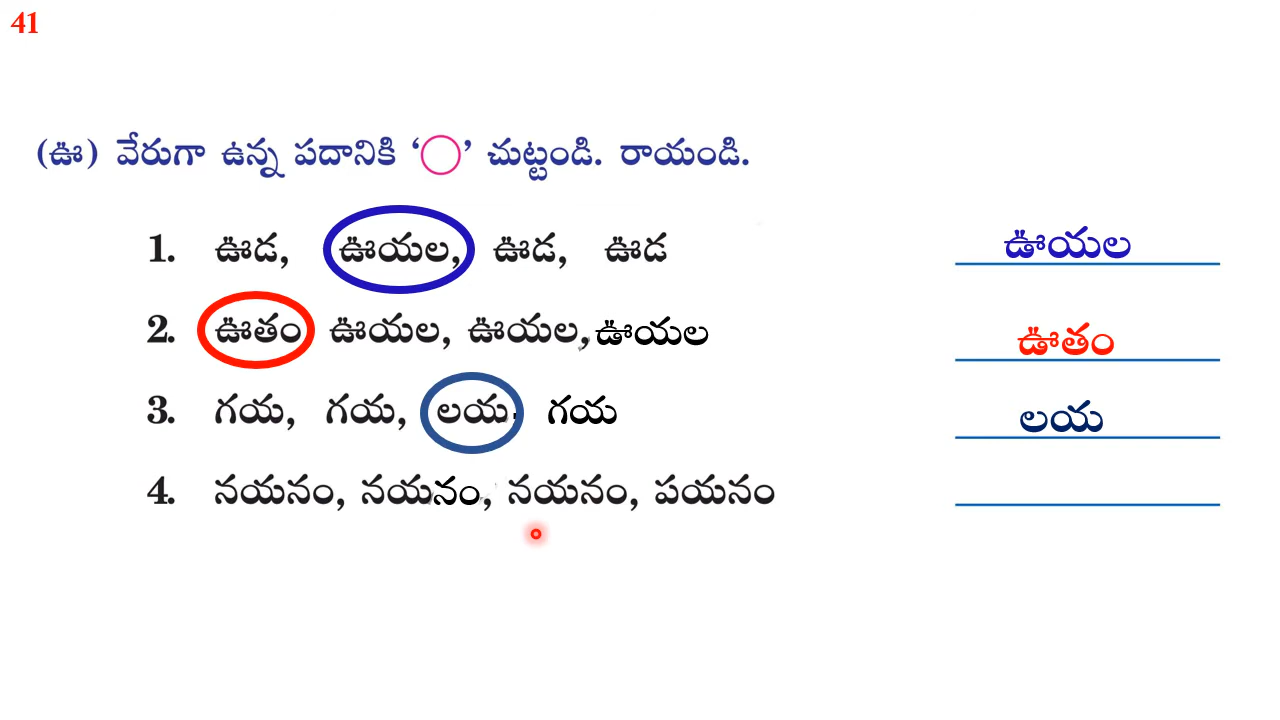 41
(ఊ) వేరుగా ఉన్న పదానికి ‘○’ చుట్టండి. రాయండి.
1. ఊడ, ఊయల, ఊడ, ఊడ ఊయల
2. ఊతం ఊయల, ఊయల, ఊయల ఊతం
3. గయ, గయ, లయ, గయ లయ
4. నయనం, నయనం, నయనం, పయనం